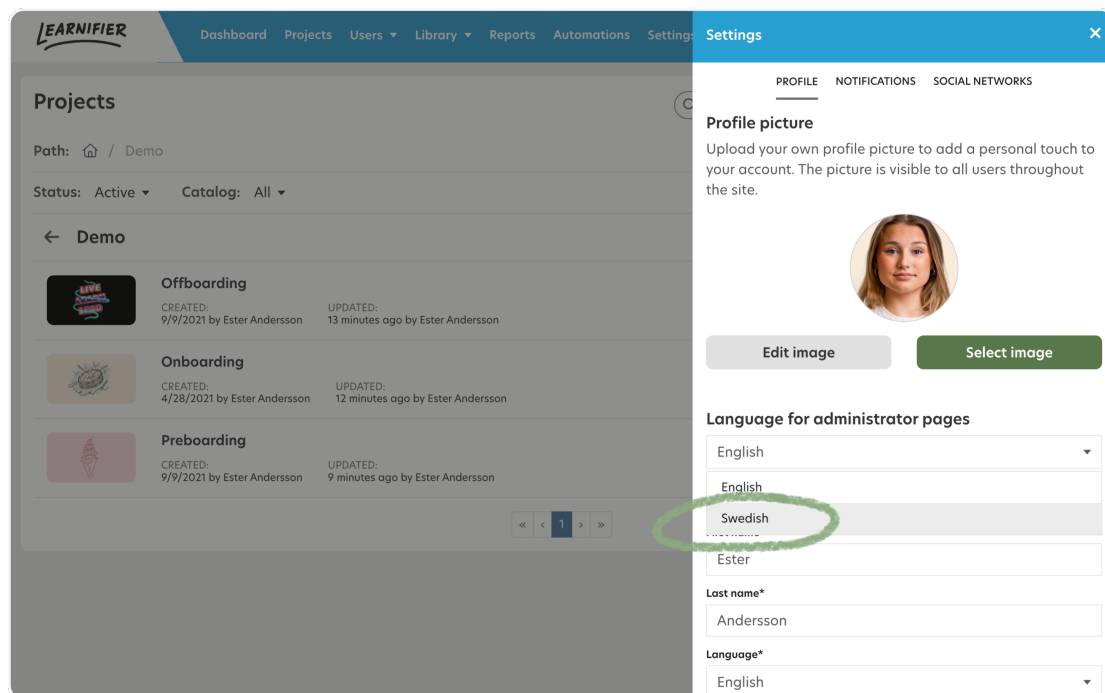 LEARNIFIER
Dashboard Projects Users Library Reports Automations Settings
Projects
Path: / Demo
Status: Active Catalog: All
Demo
LIVE
Offboarding
CREATED: UPDATED:
9/9/2021 by Ester Andersson 13 minutes ago by Ester Andersson
Onboarding
CREATED: UPDATED:
4/28/2021 by Ester Andersson 12 minutes ago by Ester Andersson
Preboarding
CREATED: UPDATED:
9/9/2021 by Ester Andersson 9 minutes ago by Ester Andersson
« < 1 > »
Settings
PROFILE NOTIFICATIONS SOCIAL NETWORKS
Profile picture
Upload your own profile picture to add a personal touch to
your account. The picture is visible to all users throughout
the site.
Edit image Select image
Language for administrator pages
English
English
Swedish
Ester
Last name*
Andersson
Language*
English